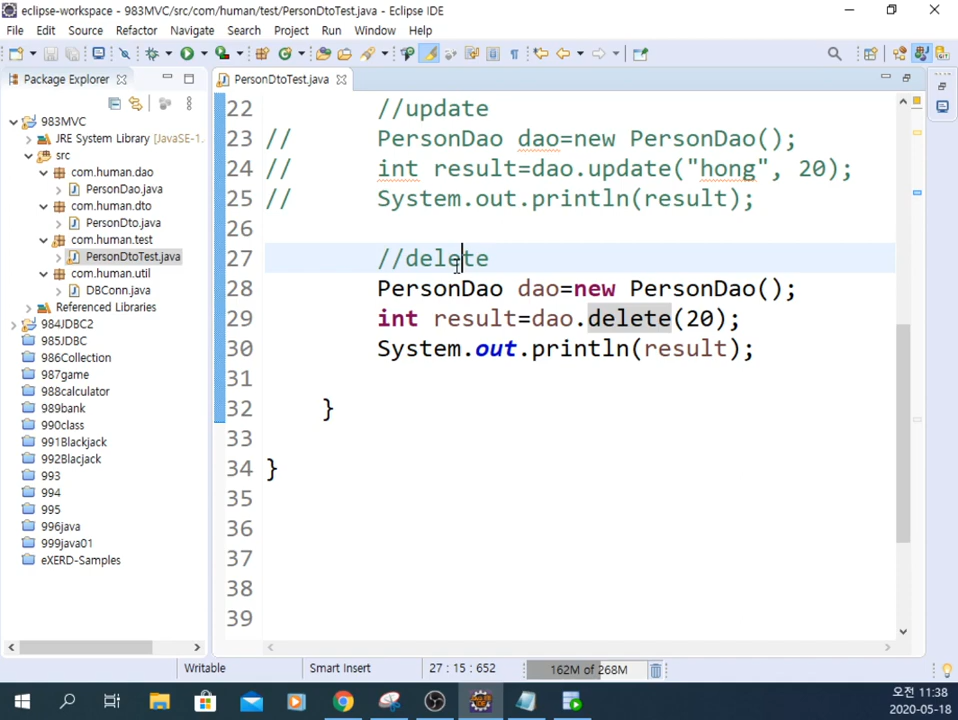 eclipse-workspace - 983MVC/src/com/human/test/PersonDtoTest.java - Eclipse IDE
File Edit Source Refactor Navigate Search Project Run Window Help
Package Explorer
PersonDtoTest.java
983MVC
JRE System Library [JavaSE-1.
src
com.human.dao
PersonDao.java
com.human.dto
PersonDto.java
com.human.test
PersonDtoTest.java
com.human.util
DBConn.java
Referenced Libraries
984JDBC2
985JDBC
986Collection
987game
988calculator
989bank
990class
991Blackjack
992Blacjack
993
994
995
996java
999java01
eXERD-Samples
22 //update
23 // PersonDao dao=new PersonDao();
24 // int result=dao.update("hong", 20);
25 // System.out.println(result);
26
27 //delete
28 PersonDao dao=new PersonDao();
29 int result=dao.delete(20);
30 System.out.println(result);
31
32 }
33
34 }
35
36
37
38
39
Writable Smart Insert 27 : 15 : 652 162M of 268M
오전 11:38
2020-05-18